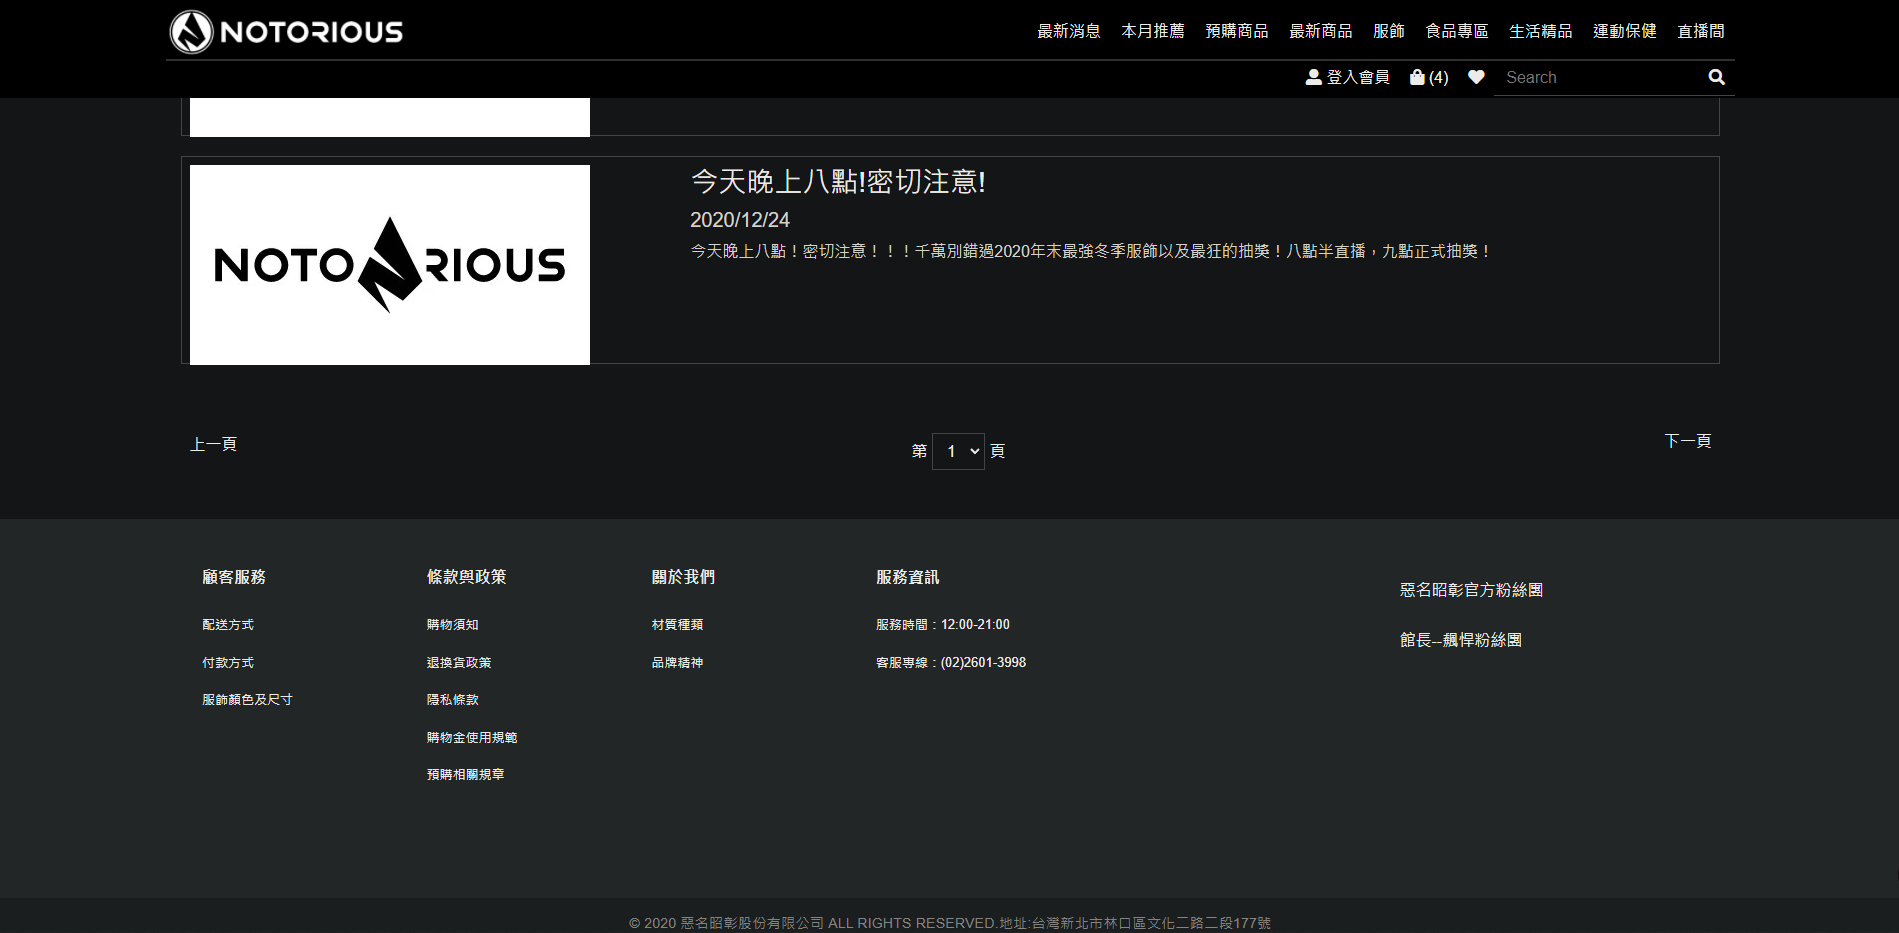 NOTORIOUS
最新消息 本月推薦 預購商品 最新商品 服飾 食品專區 生活精品 運動保健 直播間
登入會員 (4) Search
今天晚上八點!密切注意!
2020/12/24
今天晚上八點！密切注意！！！千萬別錯過2020年末最強冬季服飾以及最狂的抽獎！八點半直播，九點正式抽獎！
NOTORIOUS
上一頁
第 1 頁
下一頁
顧客服務
配送方式
付款方式
服飾顏色及尺寸
條款與政策
購物須知
退換貨政策
隱私條款
購物金使用規範
預購相關規章
關於我們
材質種類
品牌精神
服務資訊
服務時間：12:00-21:00
客服專線：(02)2601-3998
惡名昭彰官方粉絲團
館長--飆悍粉絲團
© 2020 惡名昭彰股份有限公司 ALL RIGHTS RESERVED.地址:台灣新北市林口區文化二路二段177號